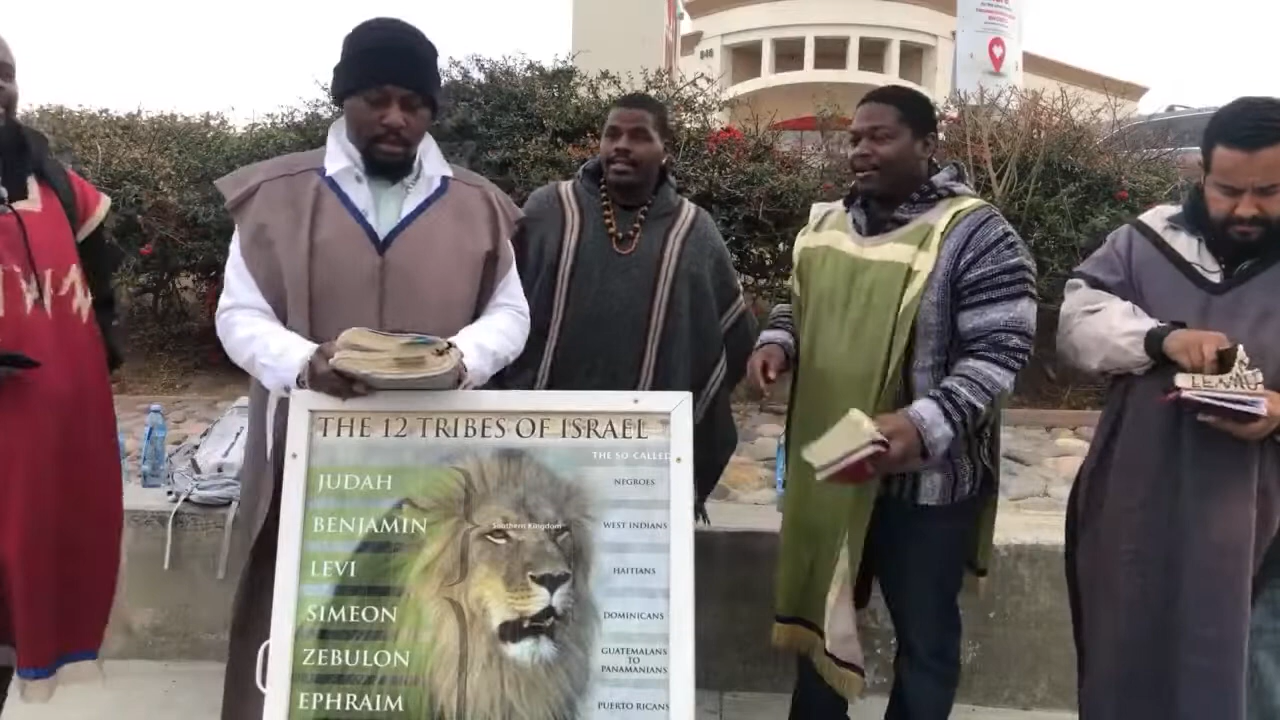 846
THE 12 TRIBES OF ISRAEL
THE SO CALLED
JUDAH NEGROES
BENJAMIN Southern Kingdom WEST INDIANS
LEVI HAITIANS
SIMEON DOMINICANS
ZEBULON GUATEMALANS
TO
PANAMANIANS
EPHRAIM PUERTO RICANS